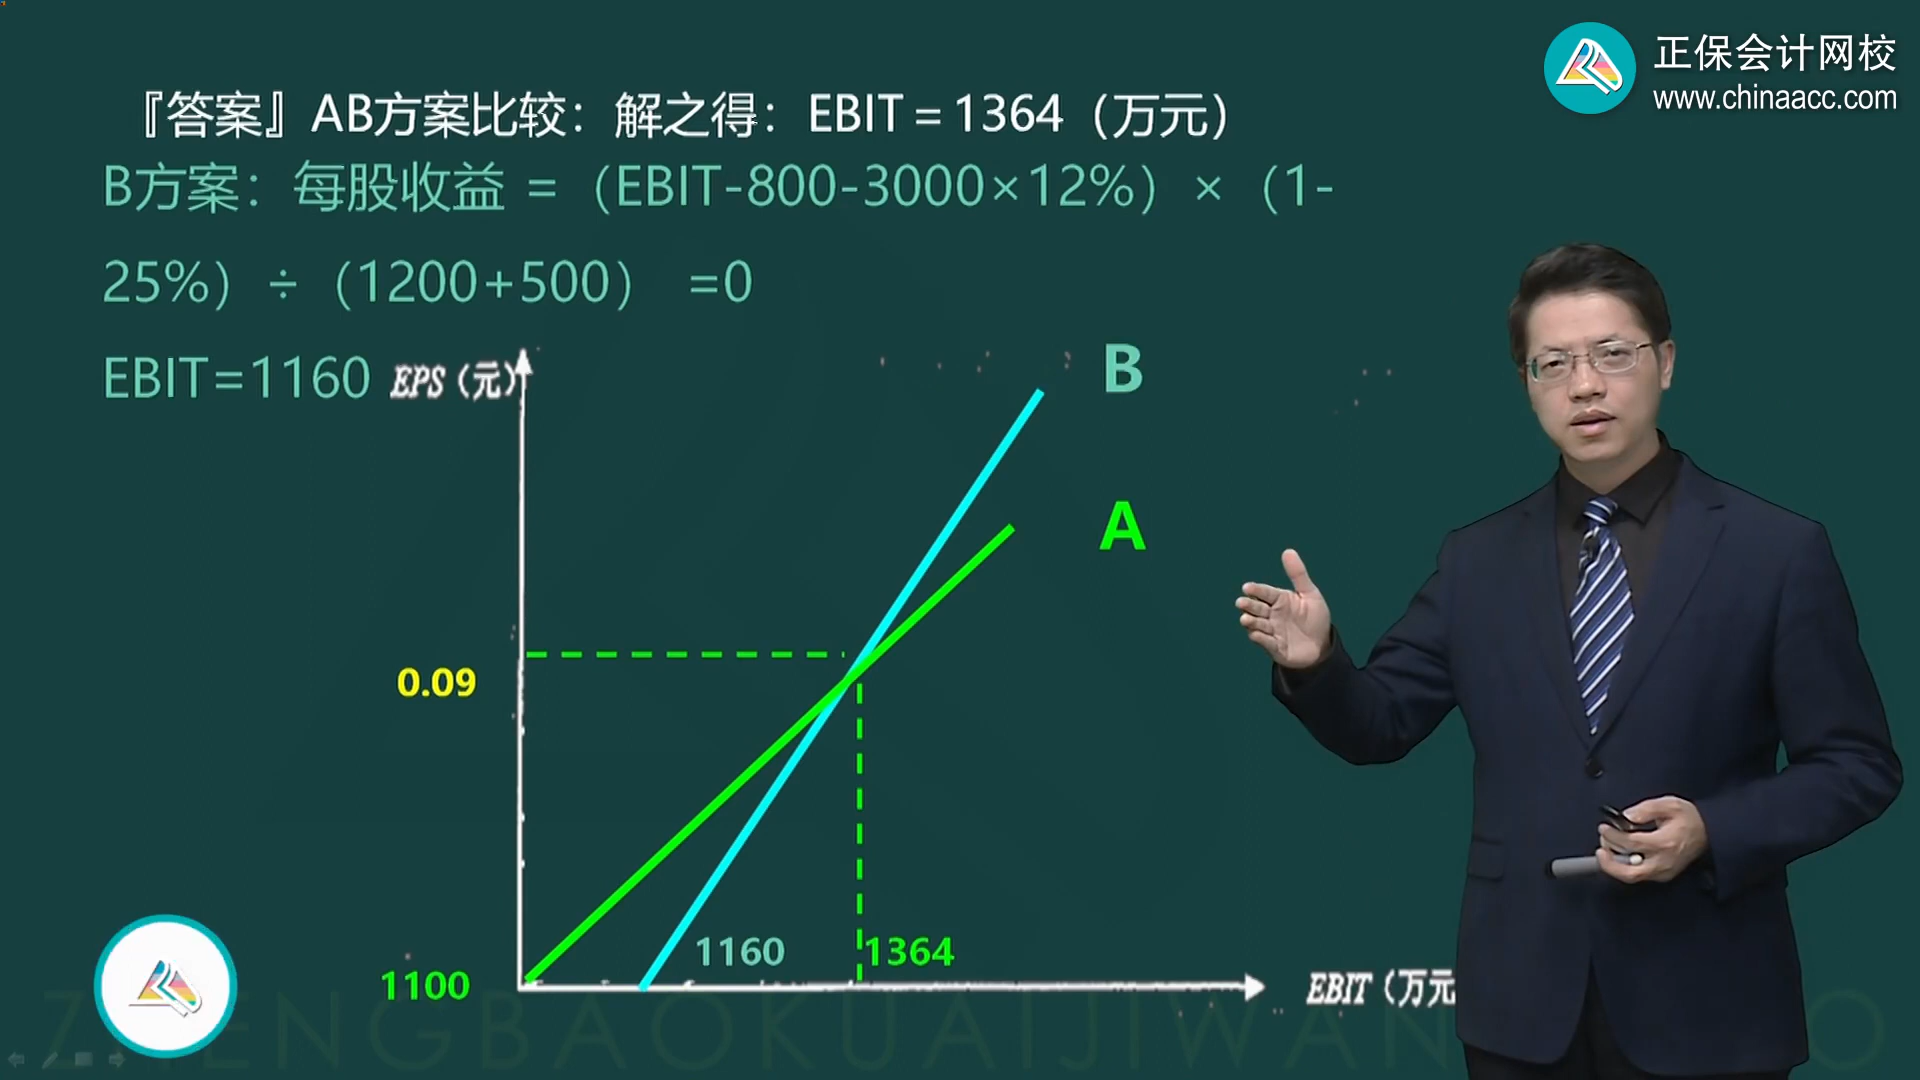 正保会计网校
www.chinaacc.com
『答案』AB方案比较：解之得：EBIT＝1364（万元）
B方案：每股收益 =（EBIT-800-3000×12%）×（1-
25%）÷（1200+500） =0
EBIT=1160
EPS（元）
B
A
0.09
1160
1364
1100
EBIT（万元